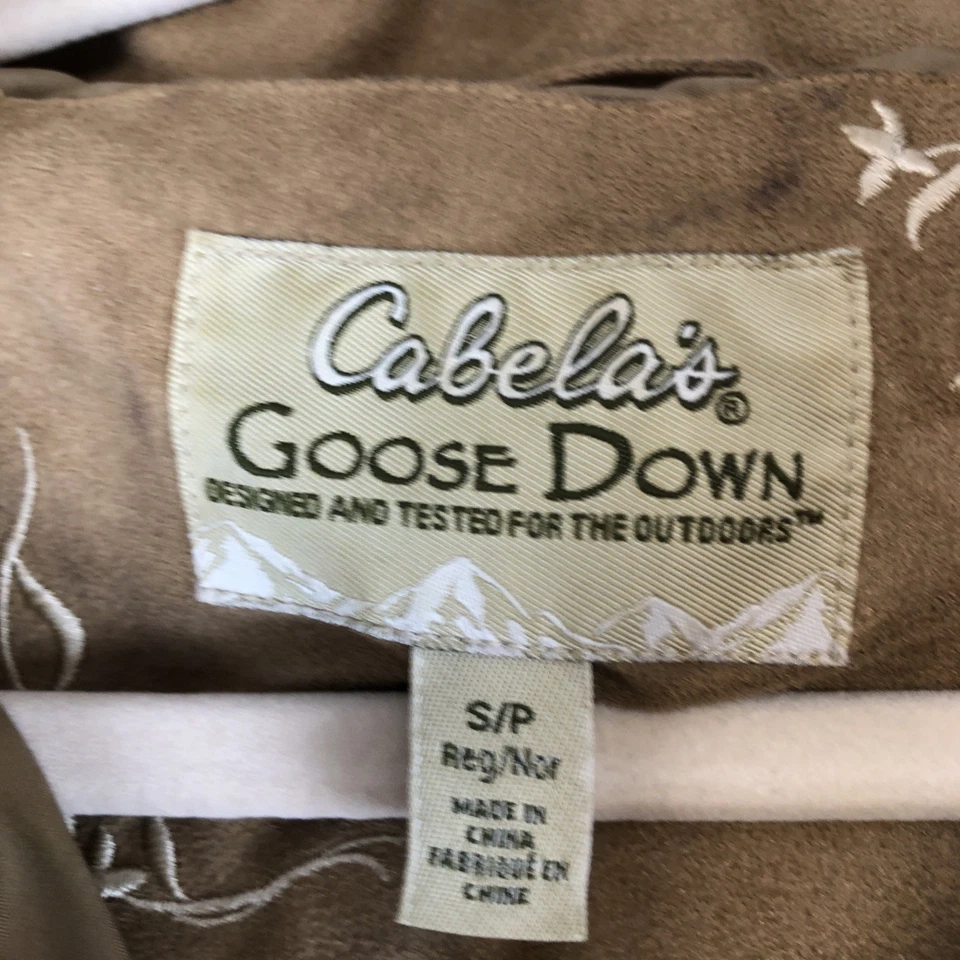 Cabela's®
GOOSE DOWN
DESIGNED AND TESTED FOR THE OUTDOORS™
S/P
Reg/Nor
MADE IN
CHINA
FABRIQUÉ EN
CHINE